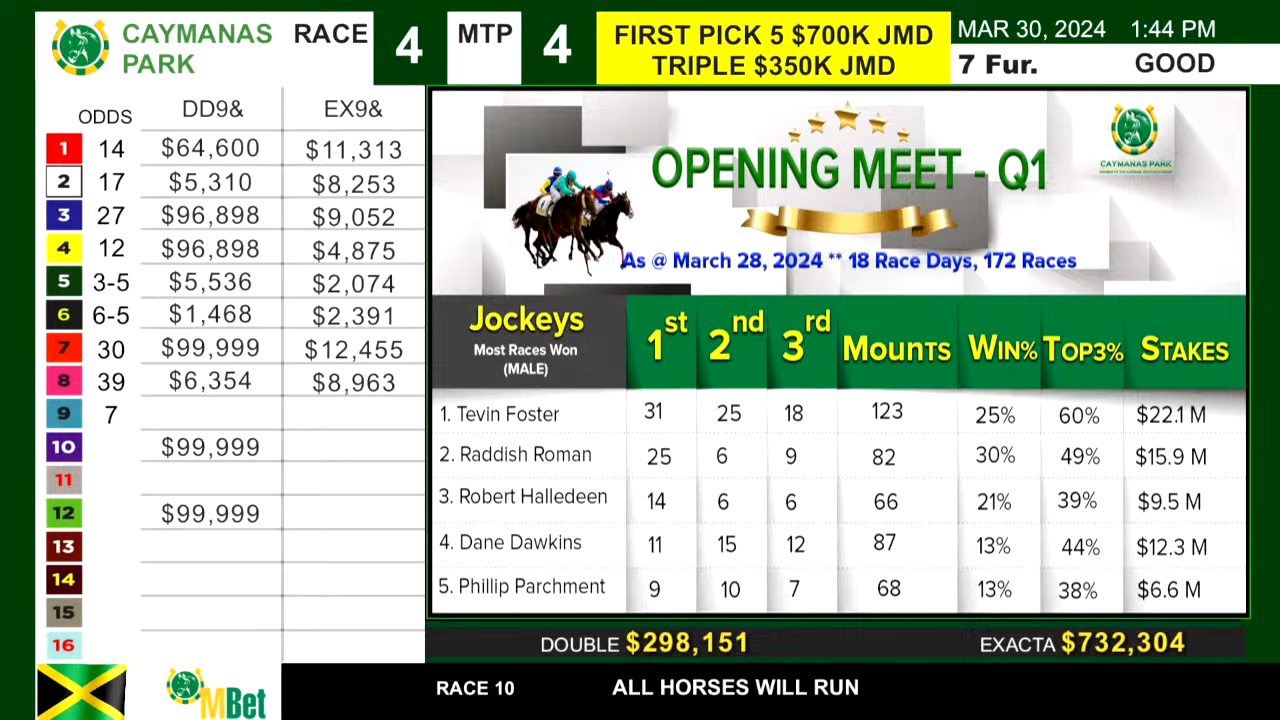 CAYMANAS PARK
RACE 4
MTP 4
FIRST PICK 5 $700K JMD
TRIPLE $350K JMD
MAR 30, 2024 1:44 PM
7 Fur. GOOD
ODDS DD9& EX9&
1 14 $64,600 $11,313
2 17 $5,310 $8,253
3 27 $96,898 $9,052
4 12 $96,898 $4,875
5 3-5 $5,536 $2,074
6 6-5 $1,468 $2,391
7 30 $99,999 $12,455
8 39 $6,354 $8,963
9 7
10 $99,999
11
12 $99,999
13
14
15
16
OPENING MEET - Q1
CAYMANAS PARK
As @ March 28, 2024 ** 18 Race Days, 172 Races
Jockeys
Most Races Won
(MALE)
1st 2nd 3rd Mounts Win% Top3% Stakes
1. Tevin Foster 31 25 18 123 25% 60% $22.1 M
2. Raddish Roman 25 6 9 82 30% 49% $15.9 M
3. Robert Halledeen 14 6 6 66 21% 39% $9.5 M
4. Dane Dawkins 11 15 12 87 13% 44% $12.3 M
5. Phillip Parchment 9 10 7 68 13% 38% $6.6 M
DOUBLE $298,151 EXACTA $732,304
MBet
RACE 10 ALL HORSES WILL RUN